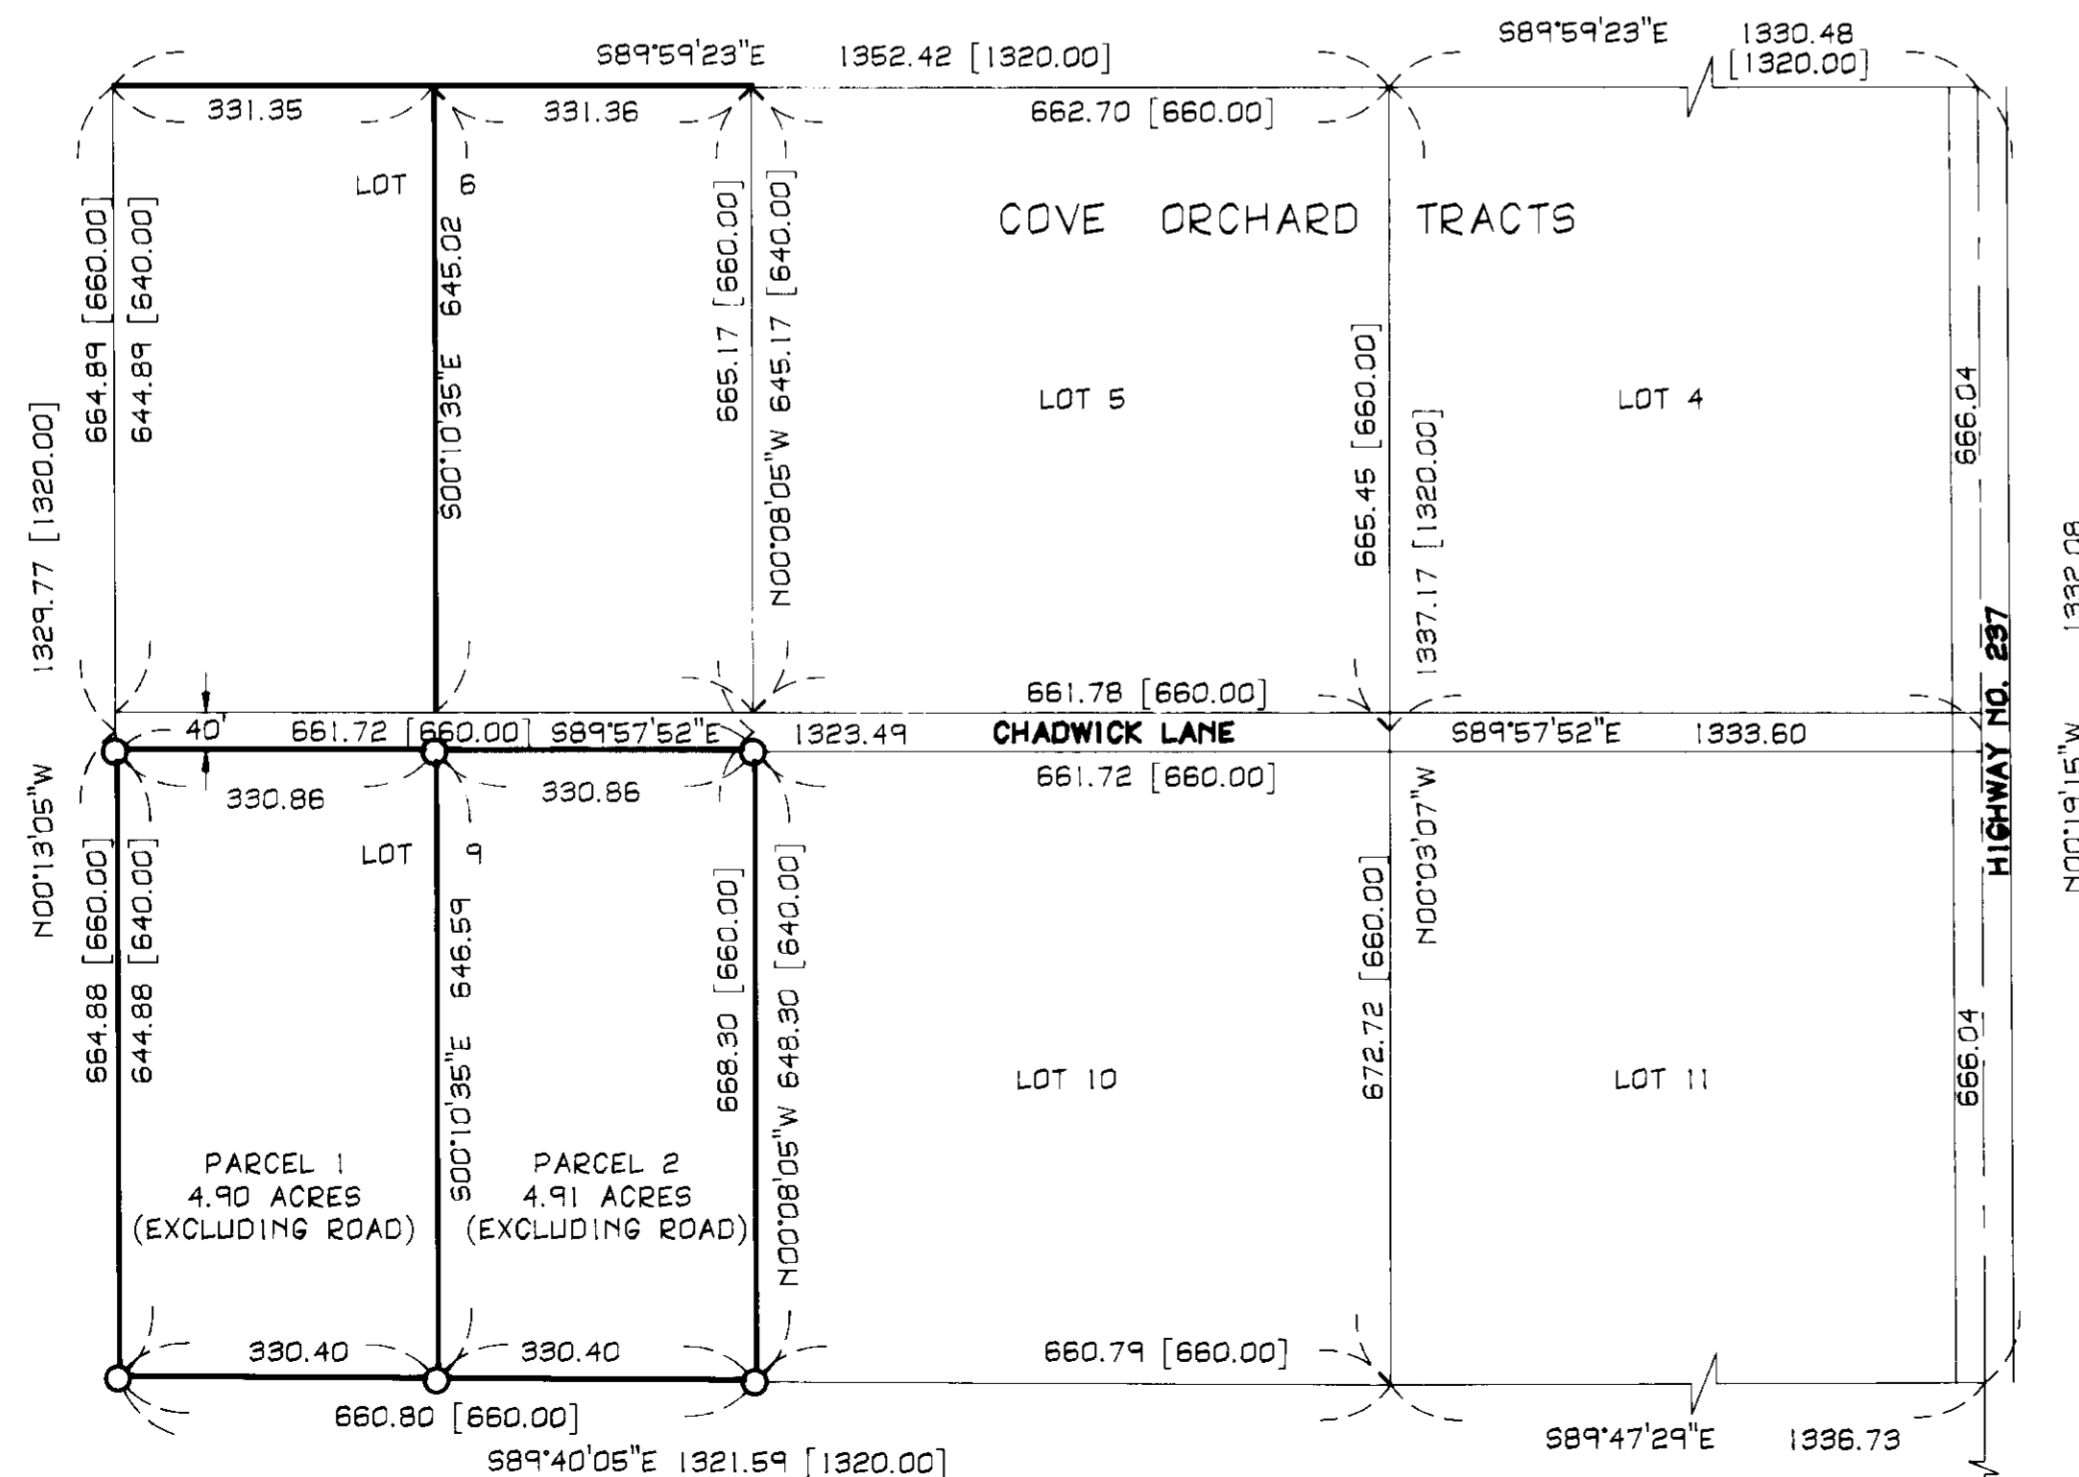 S89°59'23"E 1352.42 [1320.00]
S89°59'23"E 1330.48
[1320.00]
331.35
331.36
662.70 [660.00]
LOT 6
COVE ORCHARD TRACTS
664.89 [660.00]
644.89 [640.00]
S00°10'35"E 645.02
665.17 [660.00]
N00°08'05"W 645.17 [640.00]
LOT 5
665.45 [660.00]
LOT 4
666.04
N00°13'05"W 1329.77 [1320.00]
N00°03'07"W 1337.17 [1320.00]
HIGHWAY NO. 237
N00°19'15"W 1332.08
661.78 [660.00]
40' 661.72 [660.00] S89°57'52"E 1323.49
CHADWICK LANE
S89°57'52"E 1333.60
330.86
330.86
661.72 [660.00]
LOT 9
664.88 [660.00]
644.88 [640.00]
S00°10'35"E 646.59
668.30 [660.00]
N00°08'05"W 648.30 [640.00]
LOT 10
672.72 [660.00]
LOT 11
666.04
PARCEL 1
4.90 ACRES
(EXCLUDING ROAD)
PARCEL 2
4.91 ACRES
(EXCLUDING ROAD)
330.40
330.40
660.79 [660.00]
660.80 [660.00]
S89°40'05"E 1321.59 [1320.00]
S89°47'29"E 1336.73